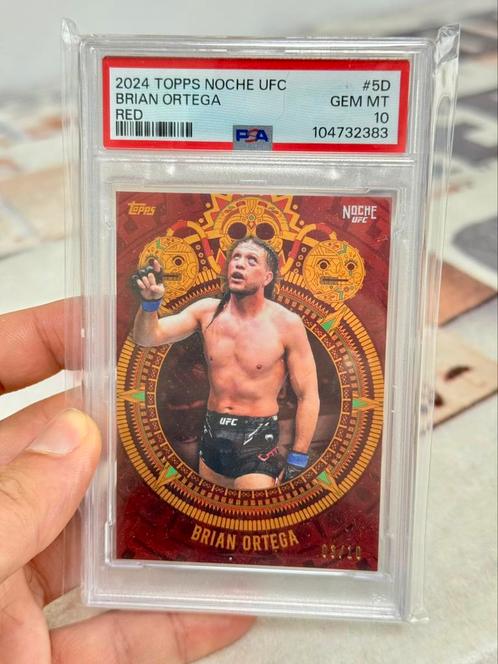 2024 TOPPS NOCHE UFC #5D
BRIAN ORTEGA GEM MT
RED 10
PSA 104732383
Topps
NOCHE
UFC
UFC
BRIAN ORTEGA